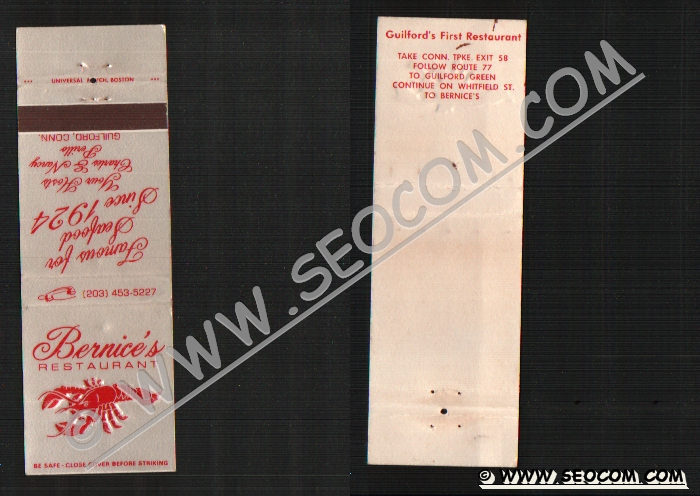 *** UNIVERSAL MATCH, BOSTON ***
GUILFORD, CONN.
Perillo
Charles & Nancy
Your Hosts
Since 1924
Seafood
Famous for
(203) 453-5227
Bernice's
RESTAURANT
BE SAFE - CLOSE COVER BEFORE STRIKING
Guilford's First Restaurant
TAKE CONN. TPKE. EXIT 58
FOLLOW ROUTE 77
TO GUILFORD GREEN
CONTINUE ON WHITFIELD ST.
TO BERNICE'S
© WWW.SEOCOM.COM
© WWW.SEOCOM.COM